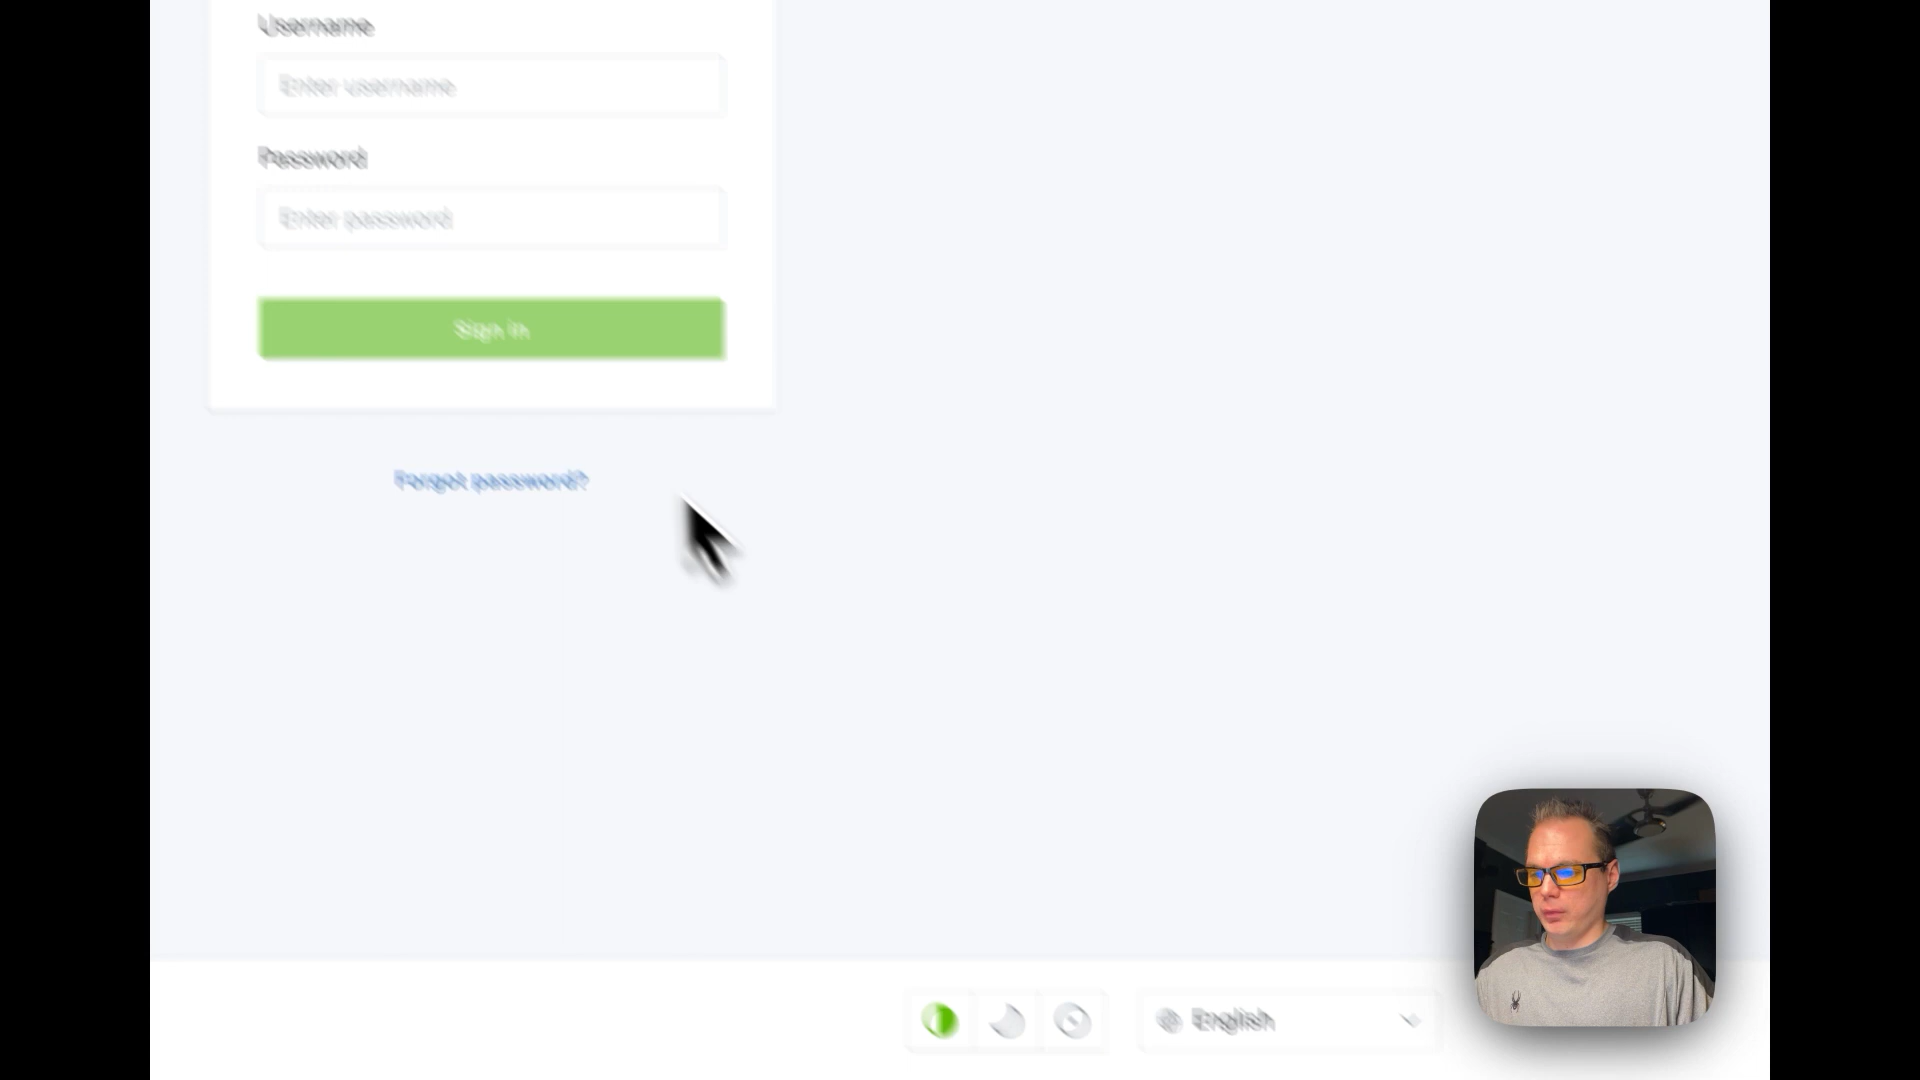 Username
Enter username
Password
Enter password
Sign in
Forgot password?
English